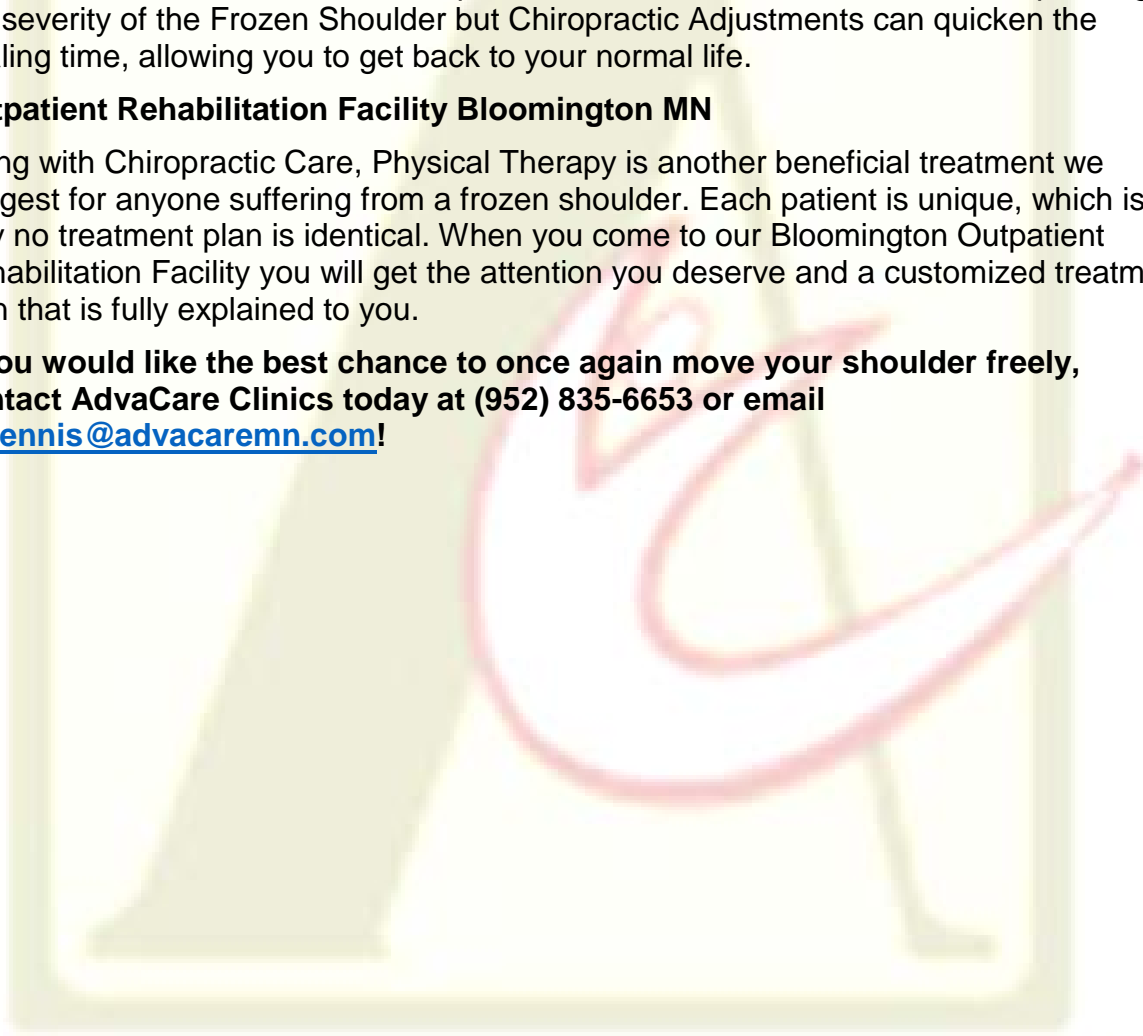 severity of the Frozen Shoulder but Chiropractic Adjustments can quicken the
ling time, allowing you to get back to your normal life.
tpatient Rehabilitation Facility Bloomington MN
ng with Chiropractic Care, Physical Therapy is another beneficial treatment we
gest for anyone suffering from a frozen shoulder. Each patient is unique, which is
y no treatment plan is identical. When you come to our Bloomington Outpatient
habilitation Facility you will get the attention you deserve and a customized treatm
n that is fully explained to you.
ou would like the best chance to once again move your shoulder freely,
ntact AdvaCare Clinics today at (952) 835-6653 or email
ennis@advacaremn.com!